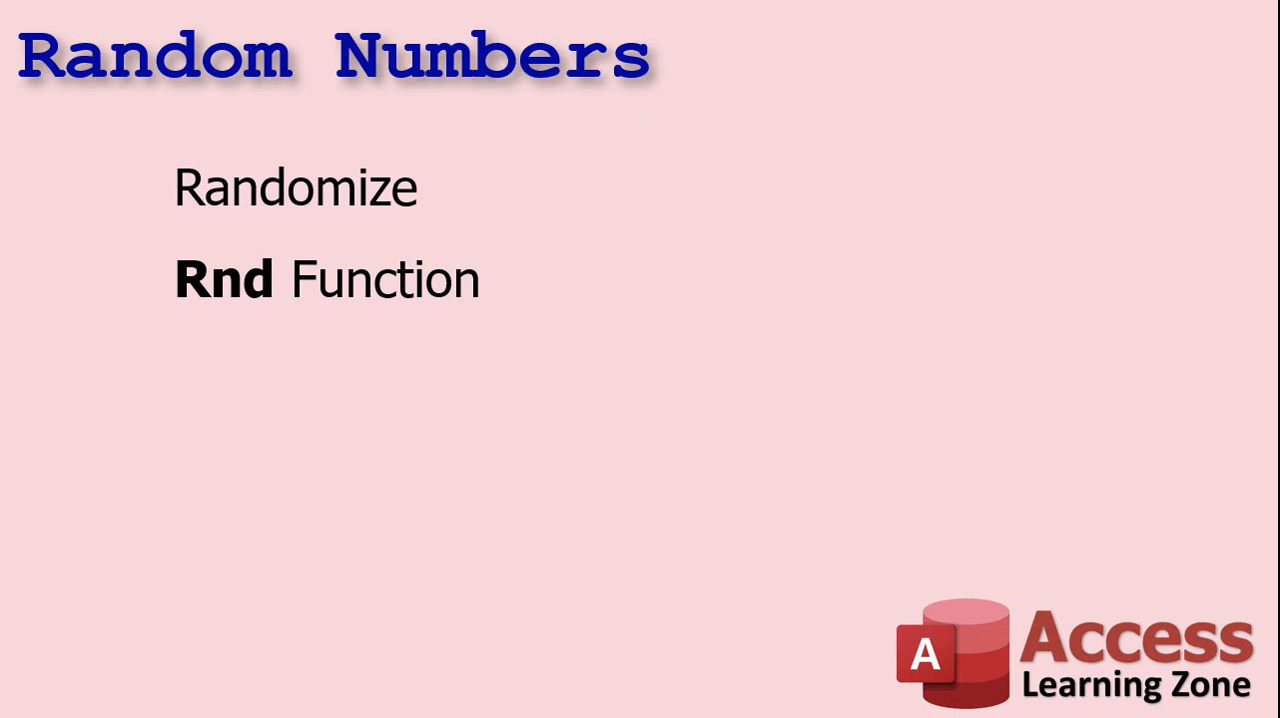 Random Numbers
Randomize
Rnd Function
A
Access
Learning Zone